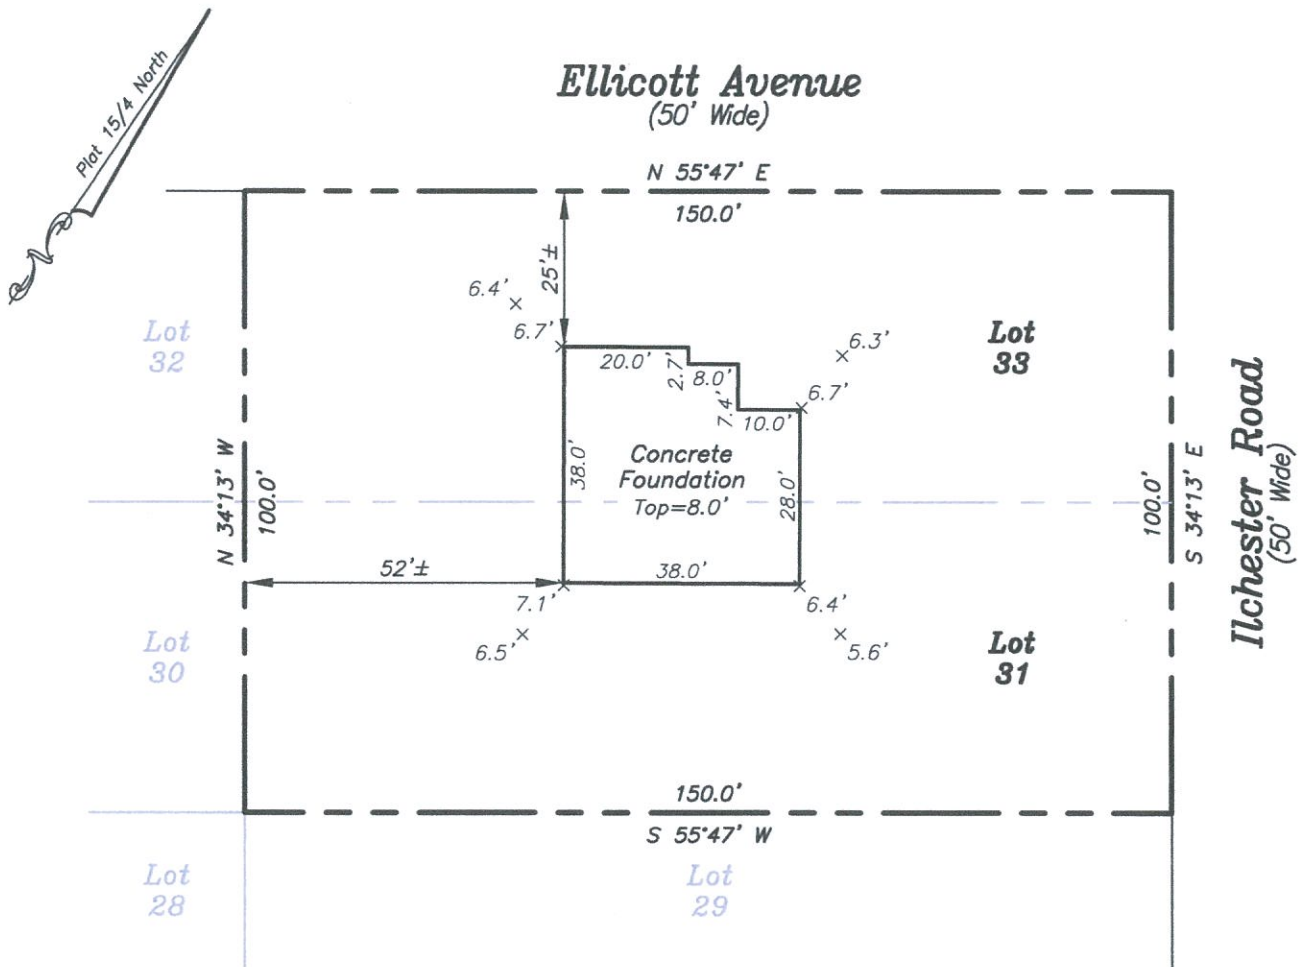 Plat 15/4 North
N
Ellicott Avenue
(50' Wide)
N 55°47' E
150.0'
25'±
6.4'
6.7'
20.0'
2.7'
8.0'
7.4'
10.0'
6.3'
6.7'
Lot
32
Lot
33
Concrete
Foundation
Top=8.0'
38.0'
28.0'
38.0'
N 34°13' W
100.0'
100.0'
S 34°13' E
Ilchester Road
(50' Wide)
52'±
7.1'
6.5'
6.4'
5.6'
Lot
30
Lot
31
150.0'
S 55°47' W
Lot
28
Lot
29